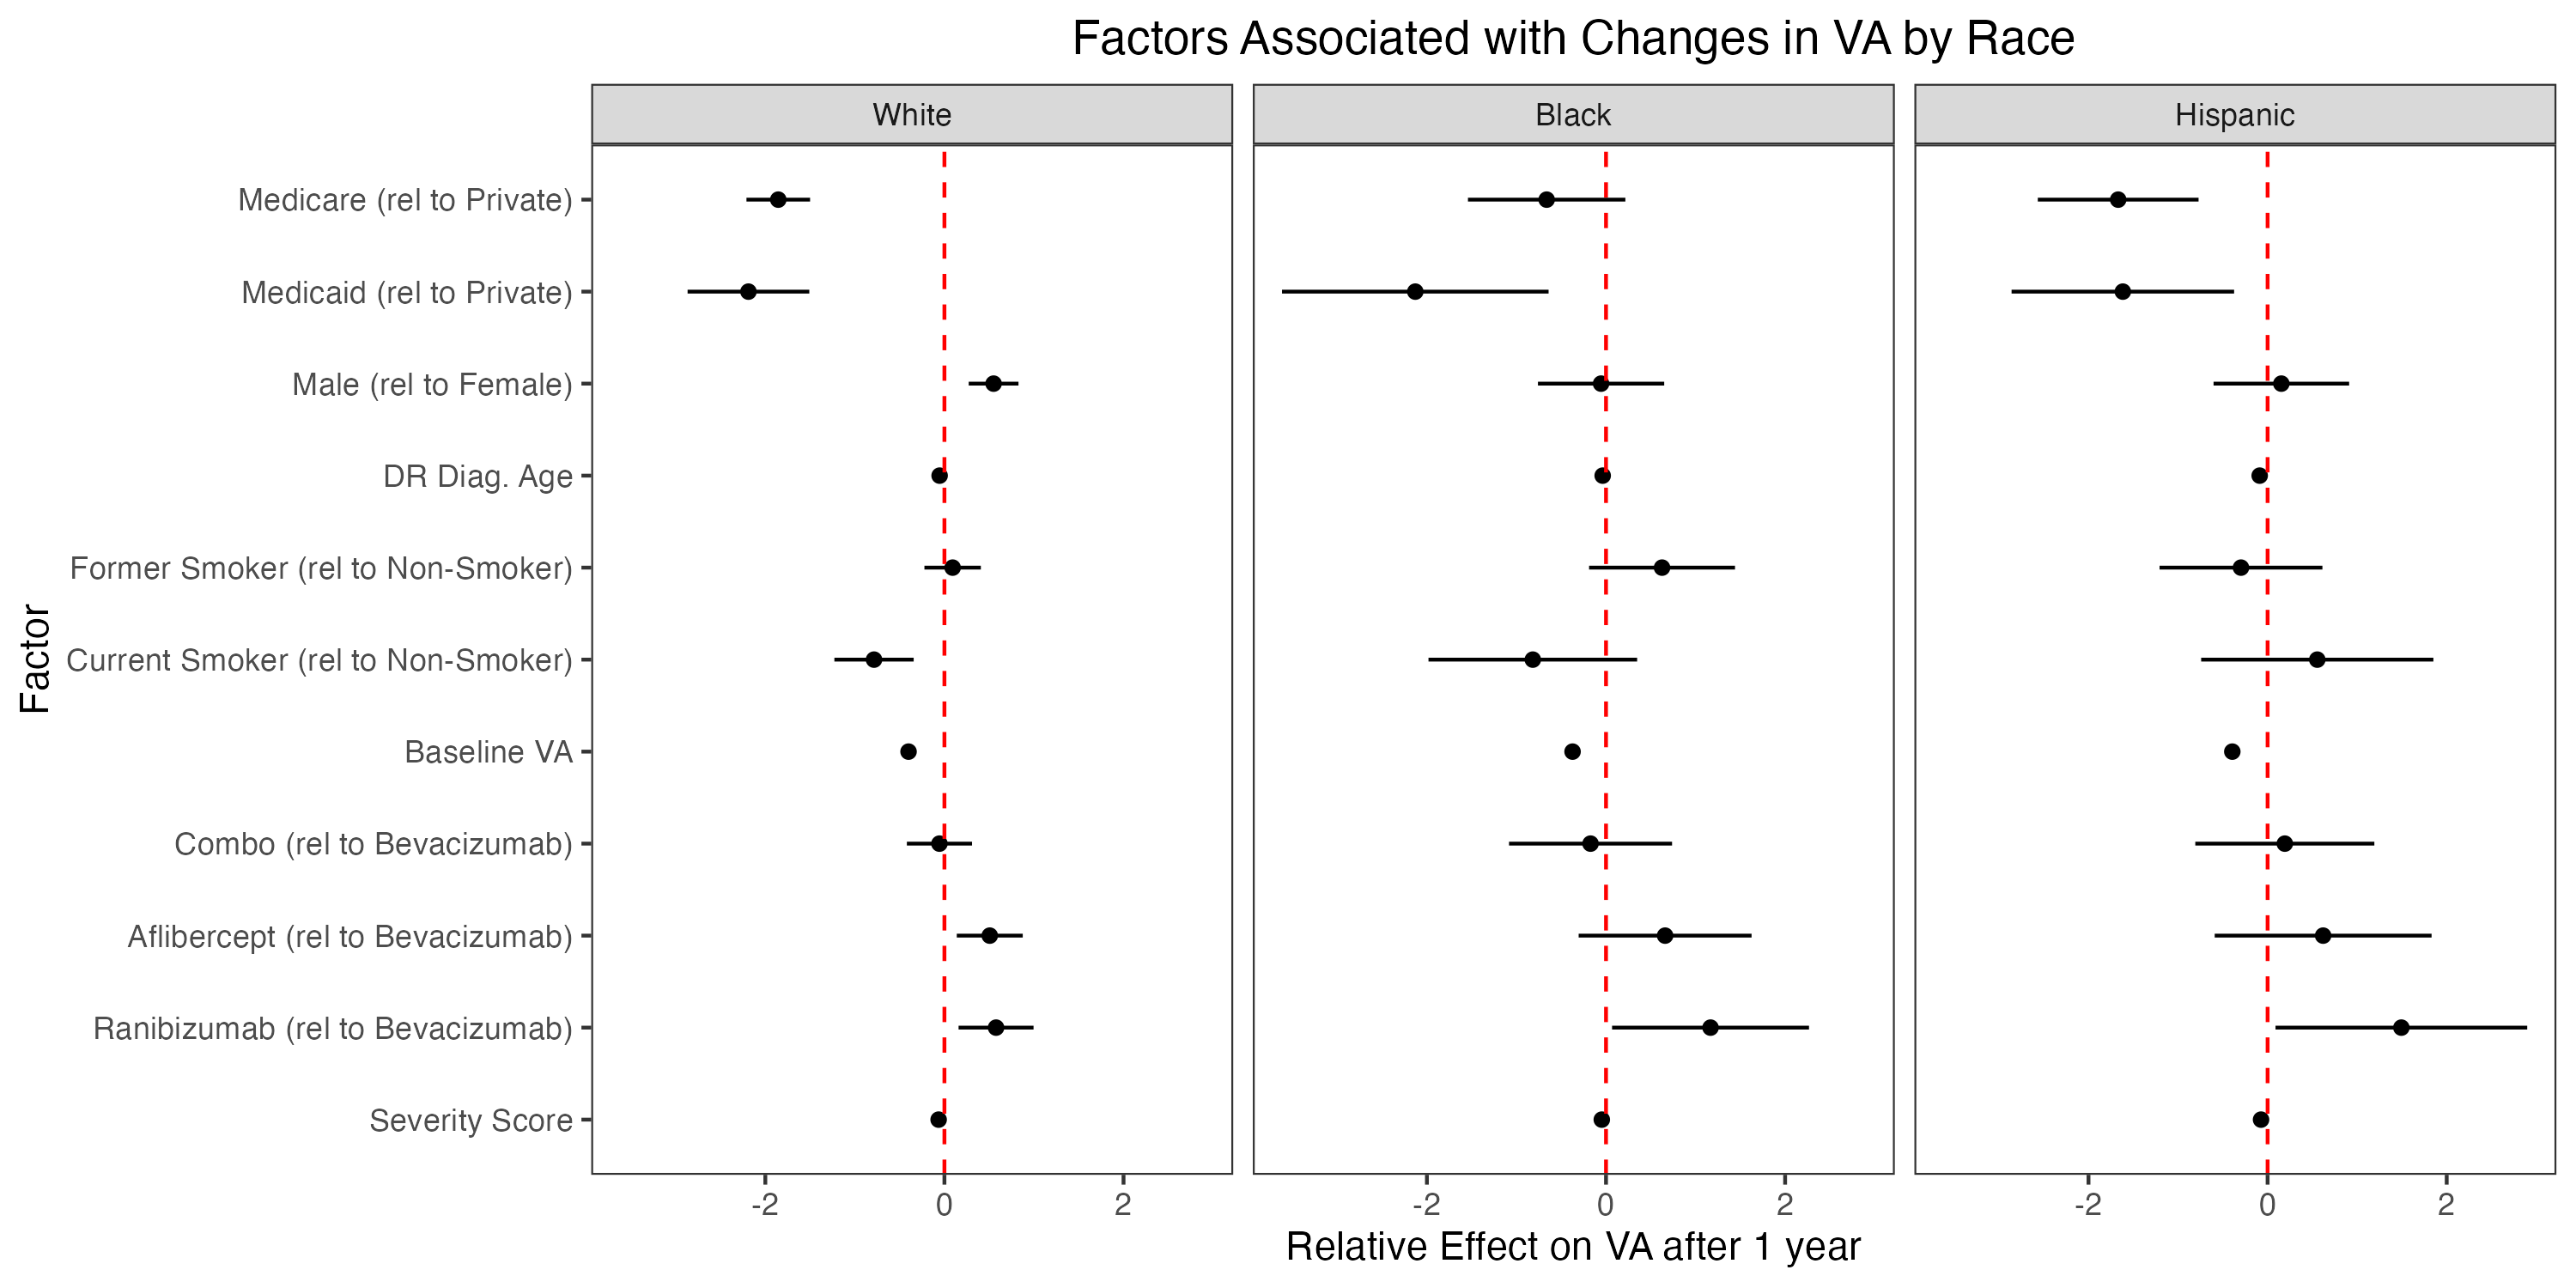 Factors Associated with Changes in VA by Race
White
Black
Hispanic
Factor
Medicare (rel to Private)
Medicaid (rel to Private)
Male (rel to Female)
DR Diag. Age
Former Smoker (rel to Non-Smoker)
Current Smoker (rel to Non-Smoker)
Baseline VA
Combo (rel to Bevacizumab)
Aflibercept (rel to Bevacizumab)
Ranibizumab (rel to Bevacizumab)
Severity Score
-2 0 2
-2 0 2
-2 0 2
Relative Effect on VA after 1 year